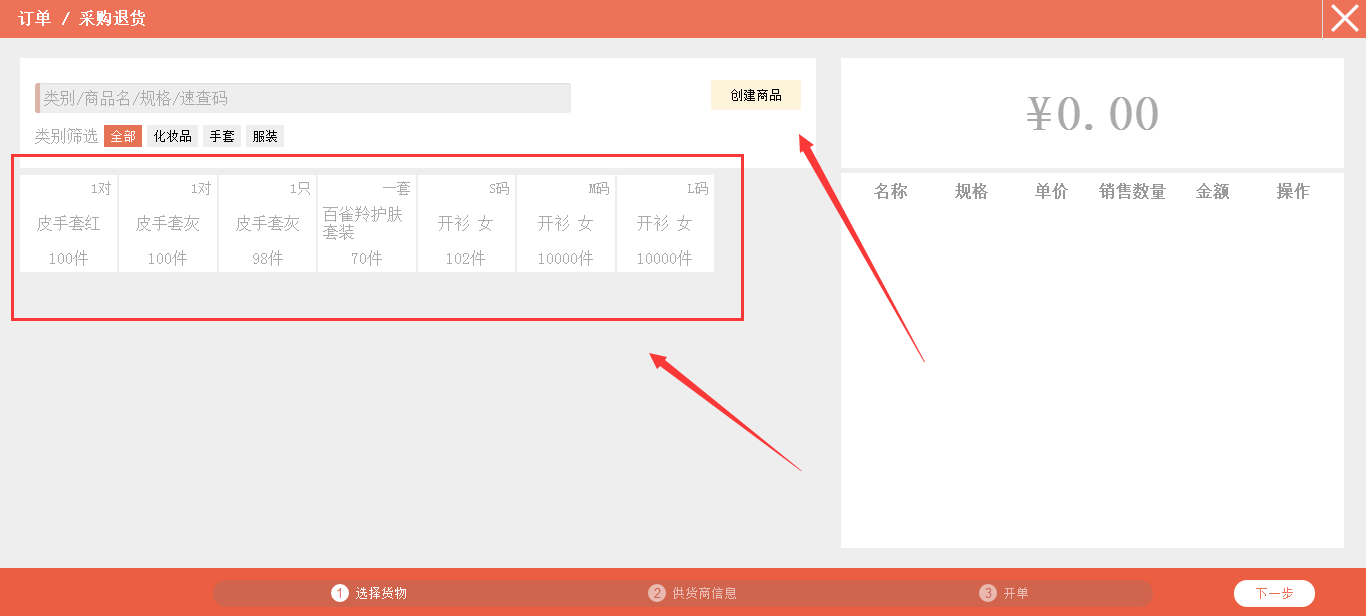 订单 / 采购退货
类别/商品名/规格/速查码
创建商品
类别筛选 全部 化妆品 手套 服装
1对
皮手套红
100件
1对
皮手套灰
100件
1只
皮手套灰
98件
一套
百雀羚护肤
套装
70件
S码
开衫 女
102件
M码
开衫 女
10000件
L码
开衫 女
10000件
¥0.00
名称 规格 单价 销售数量 金额 操作
1 选择货物
2 供货商信息
3 开单
下一步